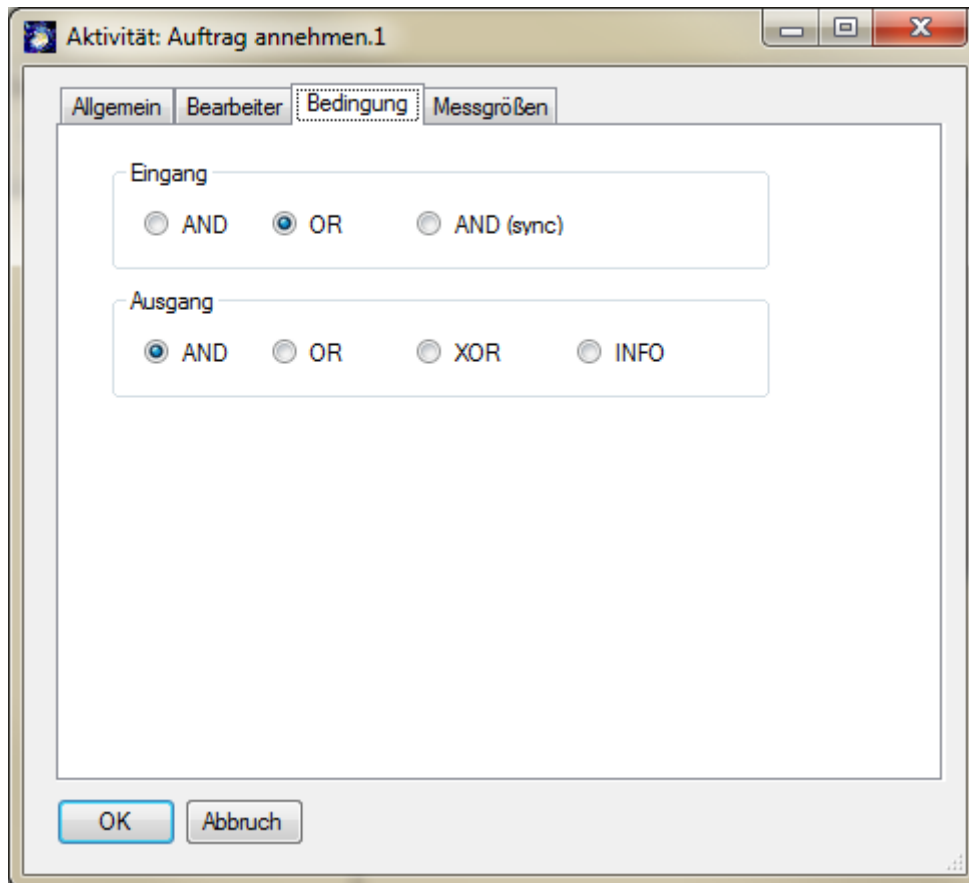 Aktivität: Auftrag annehmen.1
Allgemein Bearbeiter Bedingung Messgrößen
Eingang
AND OR AND (sync)
Ausgang
AND OR XOR INFO
OK Abbruch